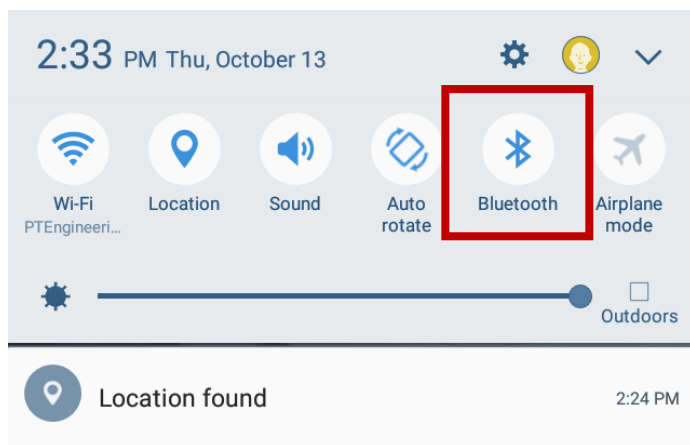 2:33 PM Thu, October 13
Wi-Fi
PTEngineeri...
Location
Sound
Auto
rotate
Bluetooth
Airplane
mode
Outdoors
Location found
2:24 PM